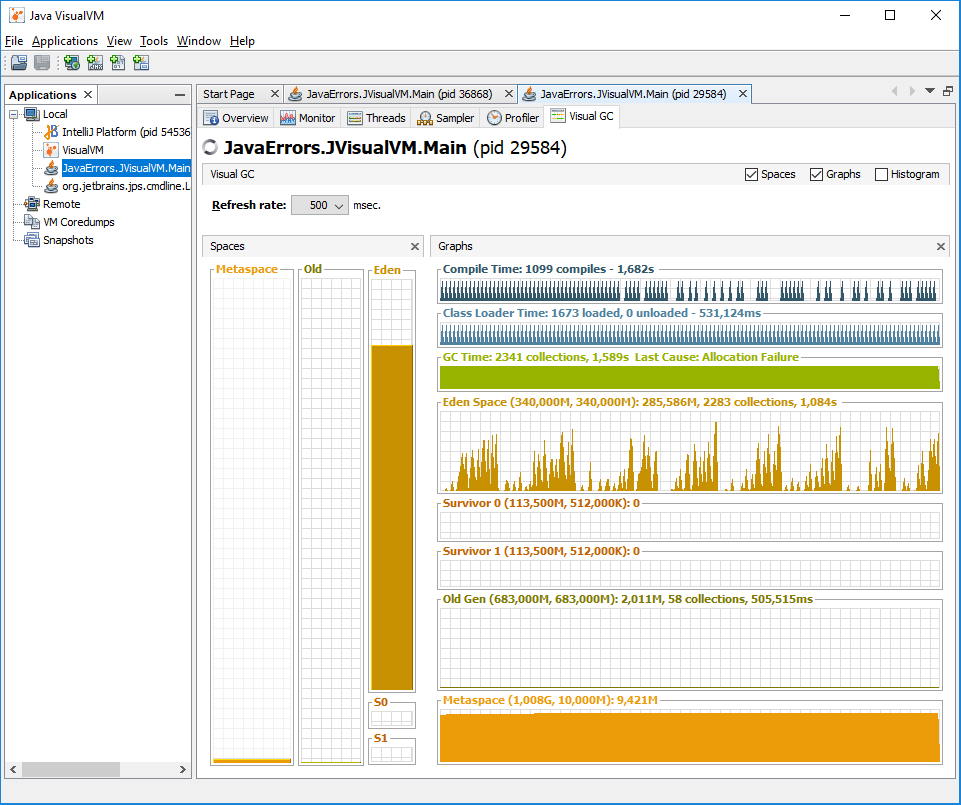 Java VisualVM
File Applications View Tools Window Help
Applications
Local
IntelliJ Platform (pid 54536
VisualVM
JavaErrors.JVisualVM.Main
org.jetbrains.jps.cmdline.L
Remote
VM Coredumps
Snapshots
Start Page JavaErrors.JVisualVM.Main (pid 36868) JavaErrors.JVisualVM.Main (pid 29584)
Overview Monitor Threads Sampler Profiler Visual GC
JavaErrors.JVisualVM.Main (pid 29584)
Visual GC Spaces Graphs Histogram
Refresh rate: 500 msec.
Spaces
Metaspace Old Eden
S0
S1
Graphs
Compile Time: 1099 compiles - 1,682s
Class Loader Time: 1673 loaded, 0 unloaded - 531,124ms
GC Time: 2341 collections, 1,589s Last Cause: Allocation Failure
Eden Space (340,000M, 340,000M): 285,586M, 2283 collections, 1,084s
Survivor 0 (113,500M, 512,000K): 0
Survivor 1 (113,500M, 512,000K): 0
Old Gen (683,000M, 683,000M): 2,011M, 58 collections, 505,515ms
Metaspace (1,008G, 10,000M): 9,421M